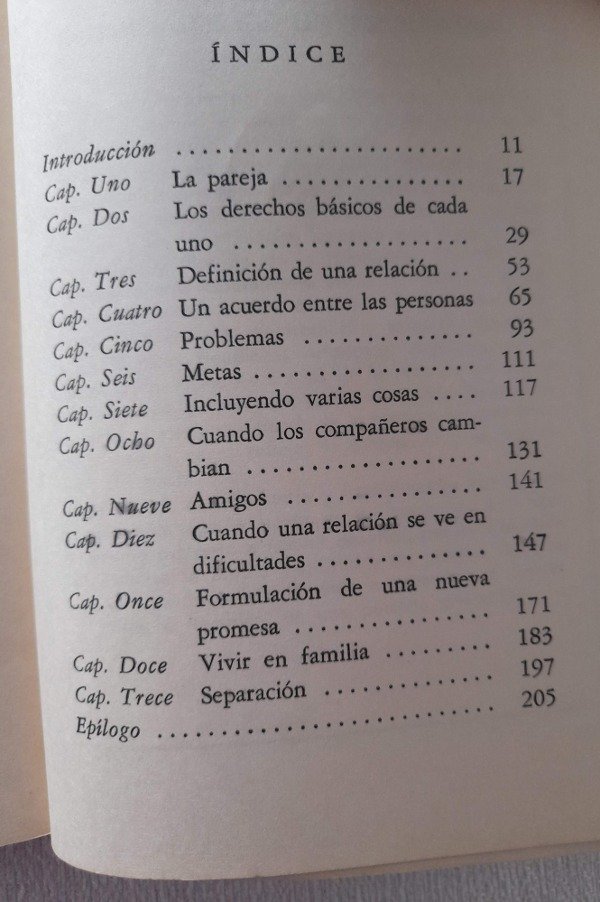 ÍNDICE
Introducción ........................ 11
Cap. Uno La pareja ............... 17
Cap. Dos Los derechos básicos de cada
uno ................... 29
Cap. Tres Definición de una relación .. 53
Cap. Cuatro Un acuerdo entre las personas 65
Cap. Cinco Problemas .............. 93
Cap. Seis Metas .................. 111
Cap. Siete Incluyendo varias cosas .... 117
Cap. Ocho Cuando los compañeros cam-
bian .................. 131
Cap. Nueve Amigos ............... 141
Cap. Diez Cuando una relación se ve en
dificultades ............. 147
Cap. Once Formulación de una nueva
promesa ............... 171
Cap. Doce Vivir en familia ......... 183
Cap. Trece Separación ............. 197
Epílogo ........................... 205